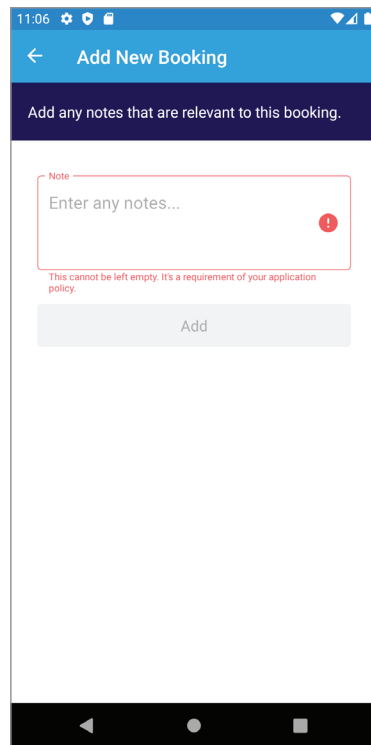 11:06
Add New Booking
Add any notes that are relevant to this booking.
Note
Enter any notes...
This cannot be left empty. It's a requirement of your application
policy.
Add